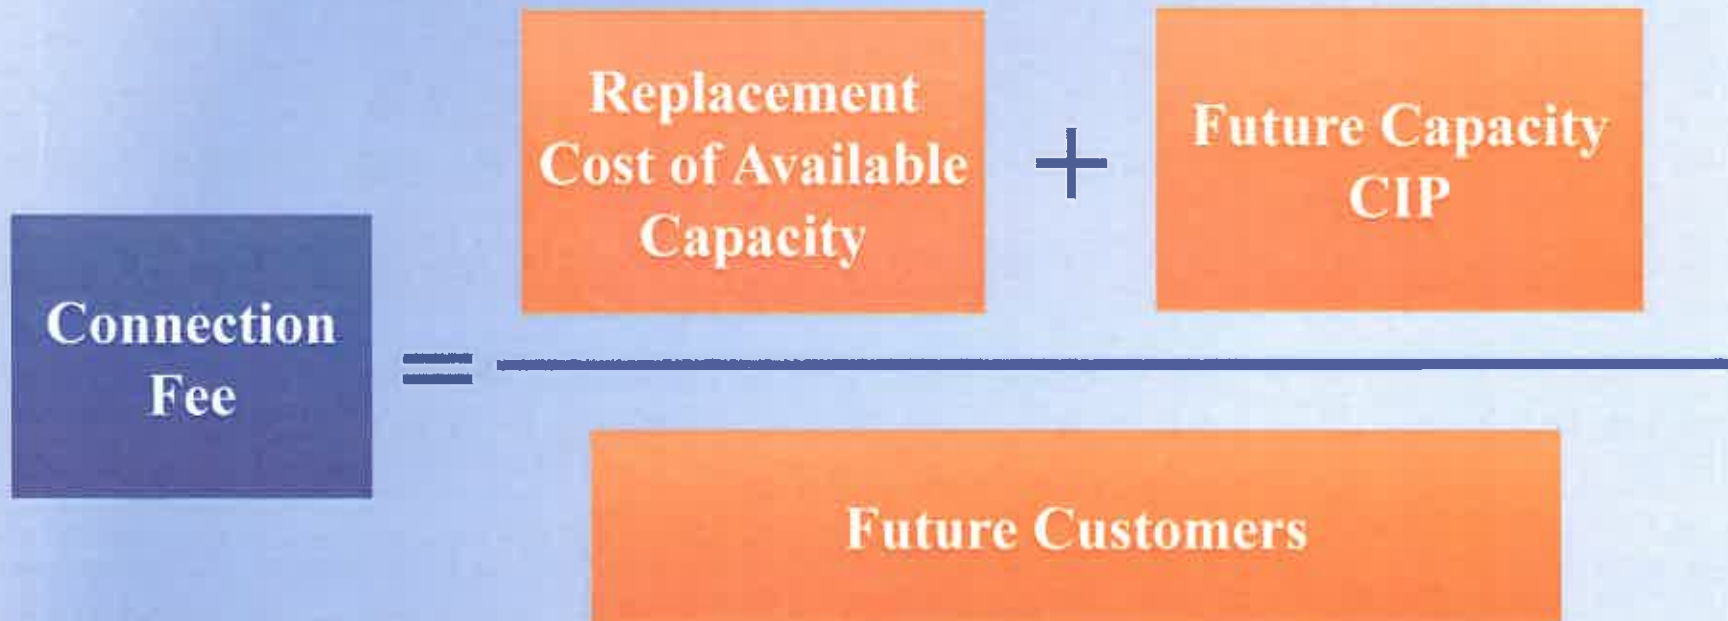 Replacement
Cost of Available
Capacity
+
Future Capacity
CIP
Connection
Fee
=
Future Customers